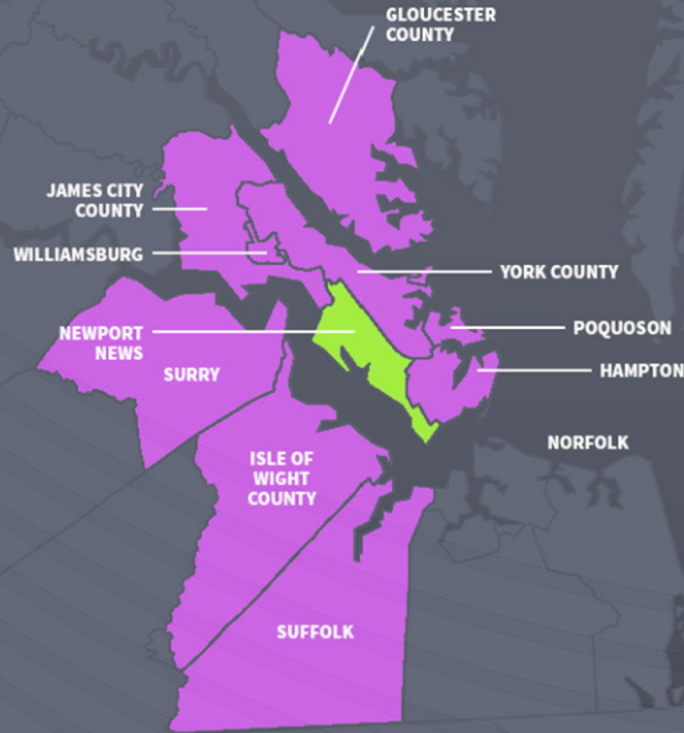 GLOUCESTER
COUNTY
JAMES CITY
COUNTY
WILLIAMSBURG
YORK COUNTY
NEWPORT
NEWS
POQUOSON
SURRY
HAMPTON
NORFOLK
ISLE OF
WIGHT
COUNTY
SUFFOLK